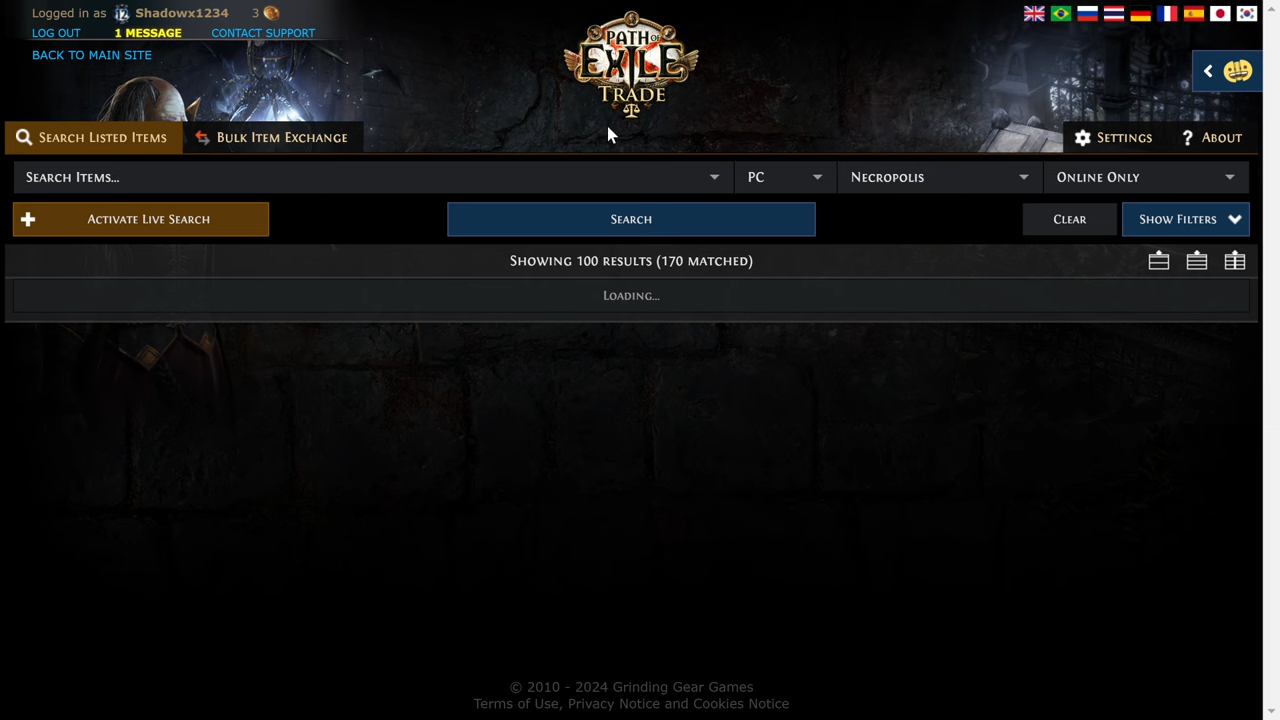 Logged in as Shadowx1234 3
LOG OUT 1 MESSAGE CONTACT SUPPORT
BACK TO MAIN SITE
PATH OF
EXILE
TRADE
Search Listed Items Bulk Item Exchange Settings ? About
Search Items... PC Necropolis Online Only
Activate Live Search Search Clear Show Filters
Showing 100 results (170 matched)
Loading...
© 2010 - 2024 Grinding Gear Games
Terms of Use, Privacy Notice and Cookies Notice